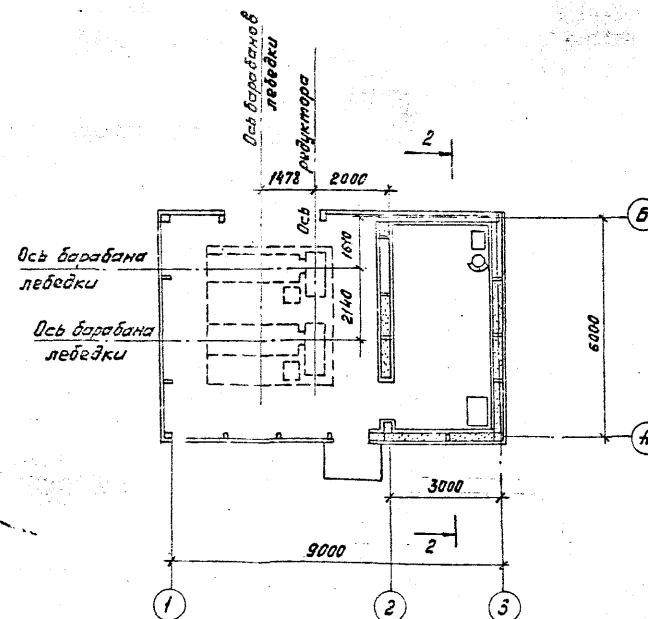 Ось барабанов
лебедки
Ось редуктора
2
1478
2000
Б
1670
Ось барабана
лебедки
2140
Ось барабана
лебедки
6000
А
3000
2
9000
1
2
3